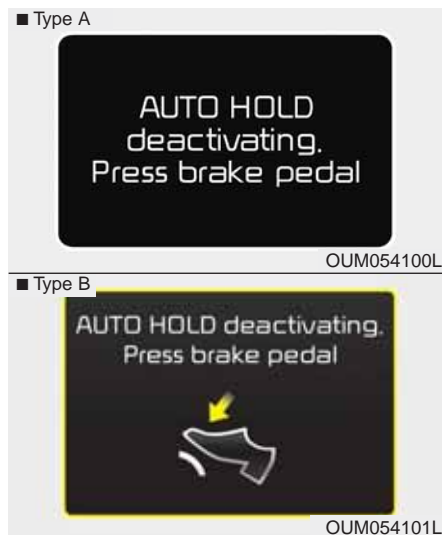 ■ Type A
AUTO HOLD
deactivating.
Press brake pedal
OUM054100L
■ Type B
AUTO HOLD deactivating.
Press brake pedal
OUM054101L